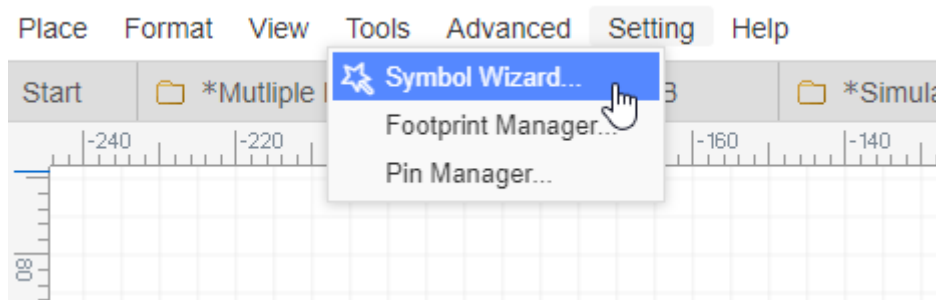 Place Format View Tools Advanced Setting Help
Start *Mutliple *Simula
Symbol Wizard...
Footprint Manager...
Pin Manager...
-240 -220 -160 -140
80